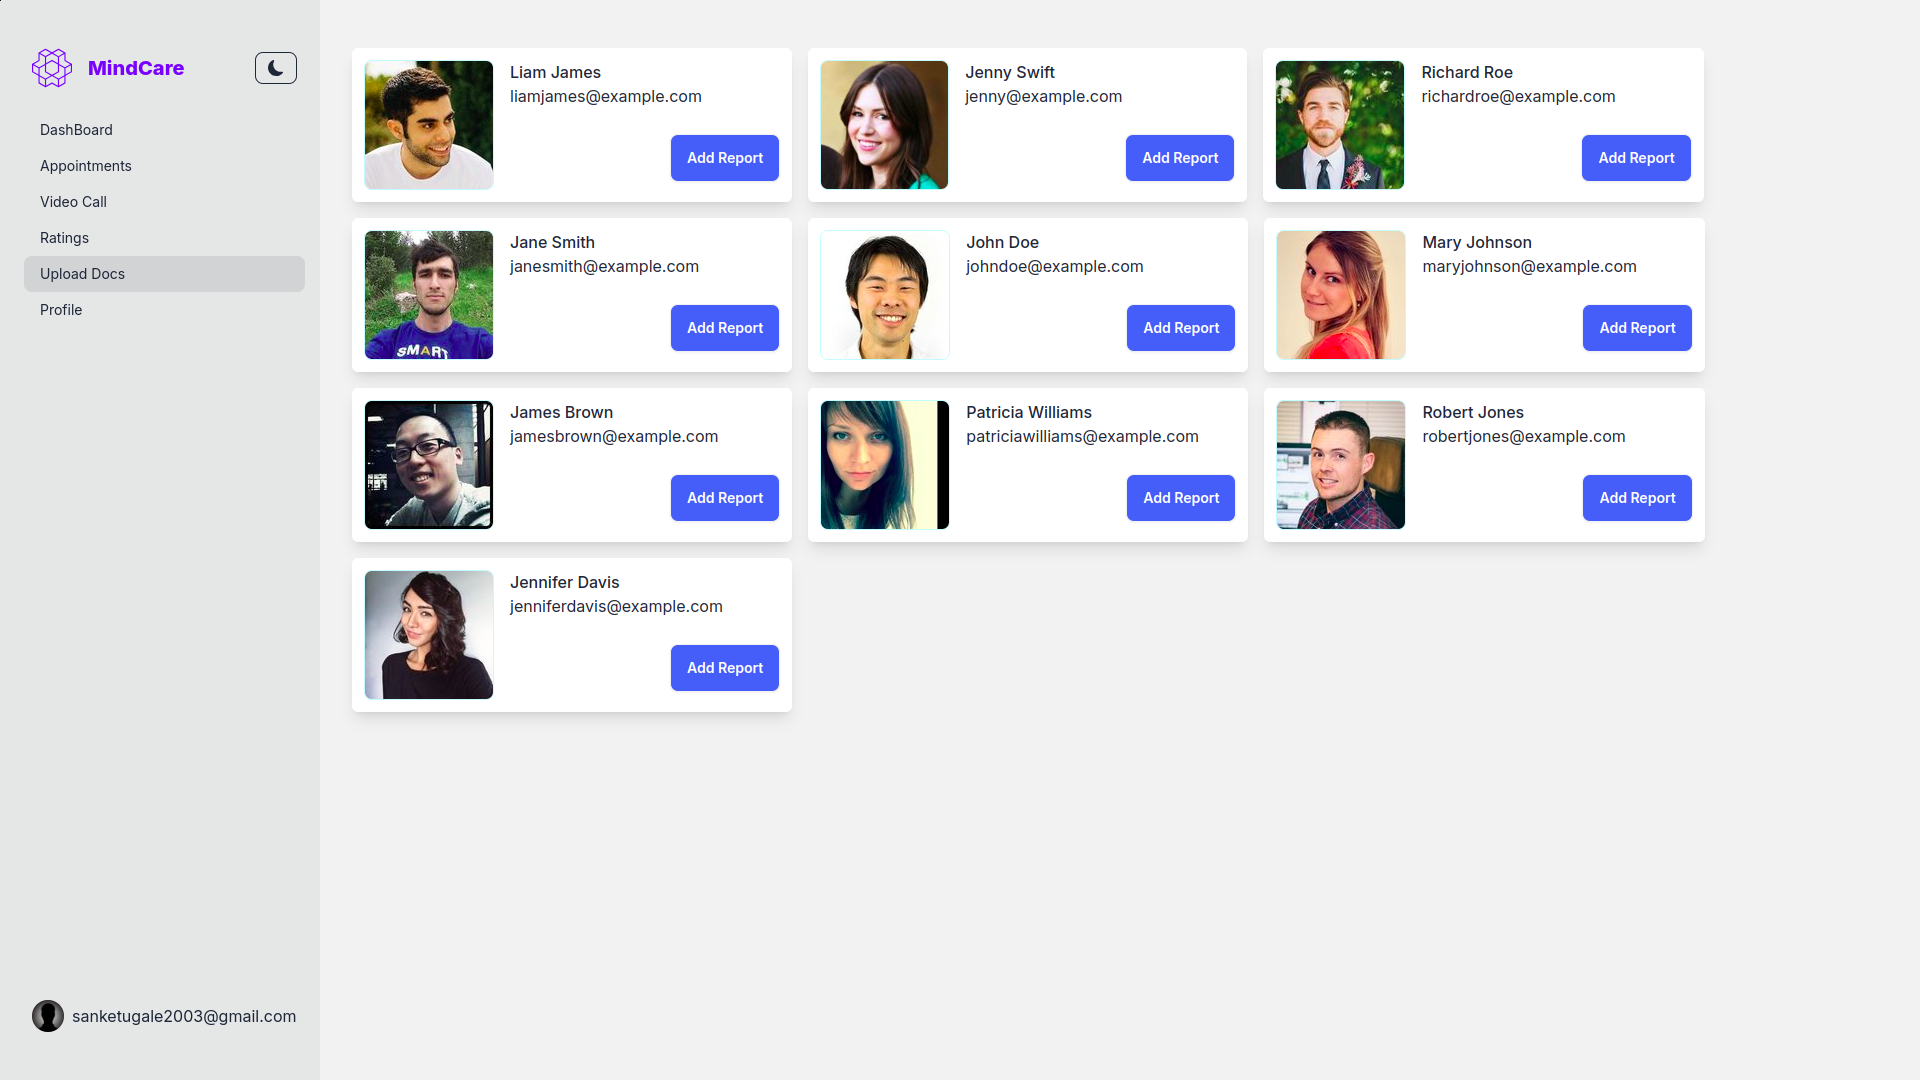 MindCare
DashBoard
Appointments
Video Call
Ratings
Upload Docs
Profile
sanketugale2003@gmail.com
Liam James
liamjames@example.com
Add Report
Jenny Swift
jenny@example.com
Add Report
Richard Roe
richardroe@example.com
Add Report
Jane Smith
janesmith@example.com
Add Report
SMART
John Doe
johndoe@example.com
Add Report
Mary Johnson
maryjohnson@example.com
Add Report
James Brown
jamesbrown@example.com
Add Report
Patricia Williams
patriciawilliams@example.com
Add Report
Robert Jones
robertjones@example.com
Add Report
Jennifer Davis
jenniferdavis@example.com
Add Report